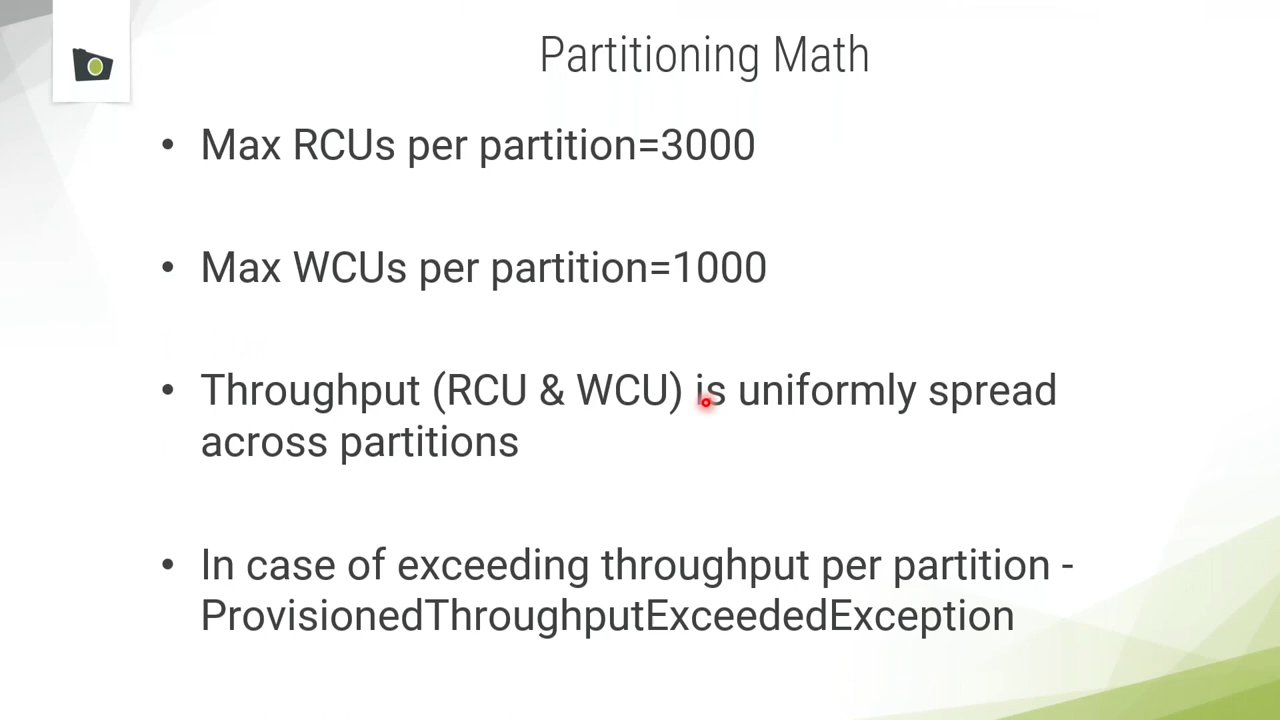 Partitioning Math
• Max RCUs per partition=3000
• Max WCUs per partition=1000
• Throughput (RCU & WCU) is uniformly spread
across partitions
• In case of exceeding throughput per partition -
ProvisionedThroughputExceededException